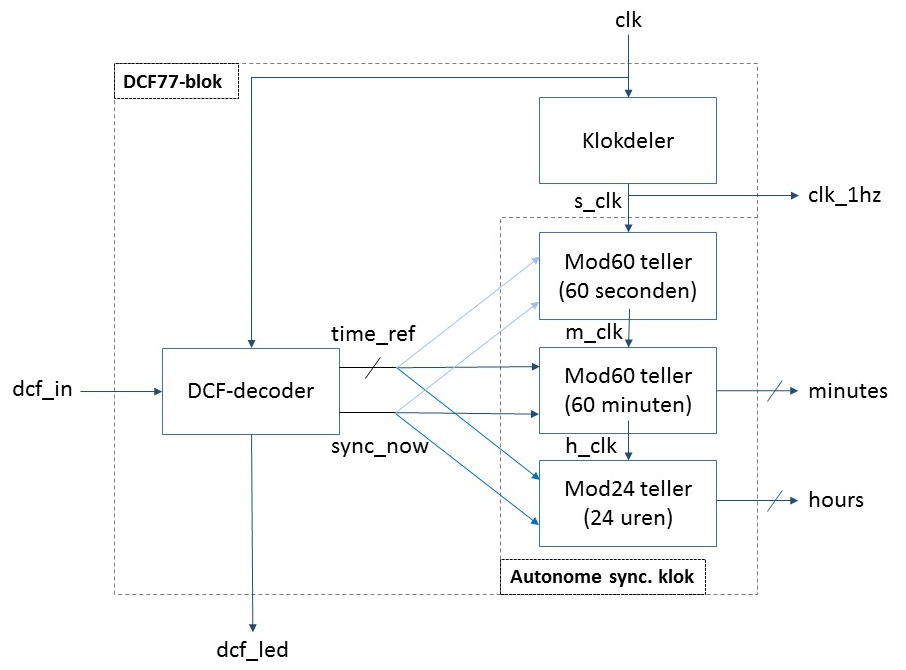 clk
DCF77-blok
Klokdeler
s_clk
clk_1hz
Mod60 teller
(60 seconden)
time_ref
m_clk
dcf_in
DCF-decoder
Mod60 teller
(60 minuten)
minutes
sync_now
h_clk
Mod24 teller
(24 uren)
hours
Autonome sync. klok
dcf_led